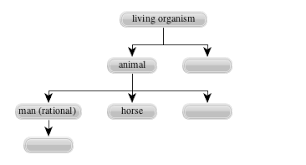 living organism
animal
man (rational) horse